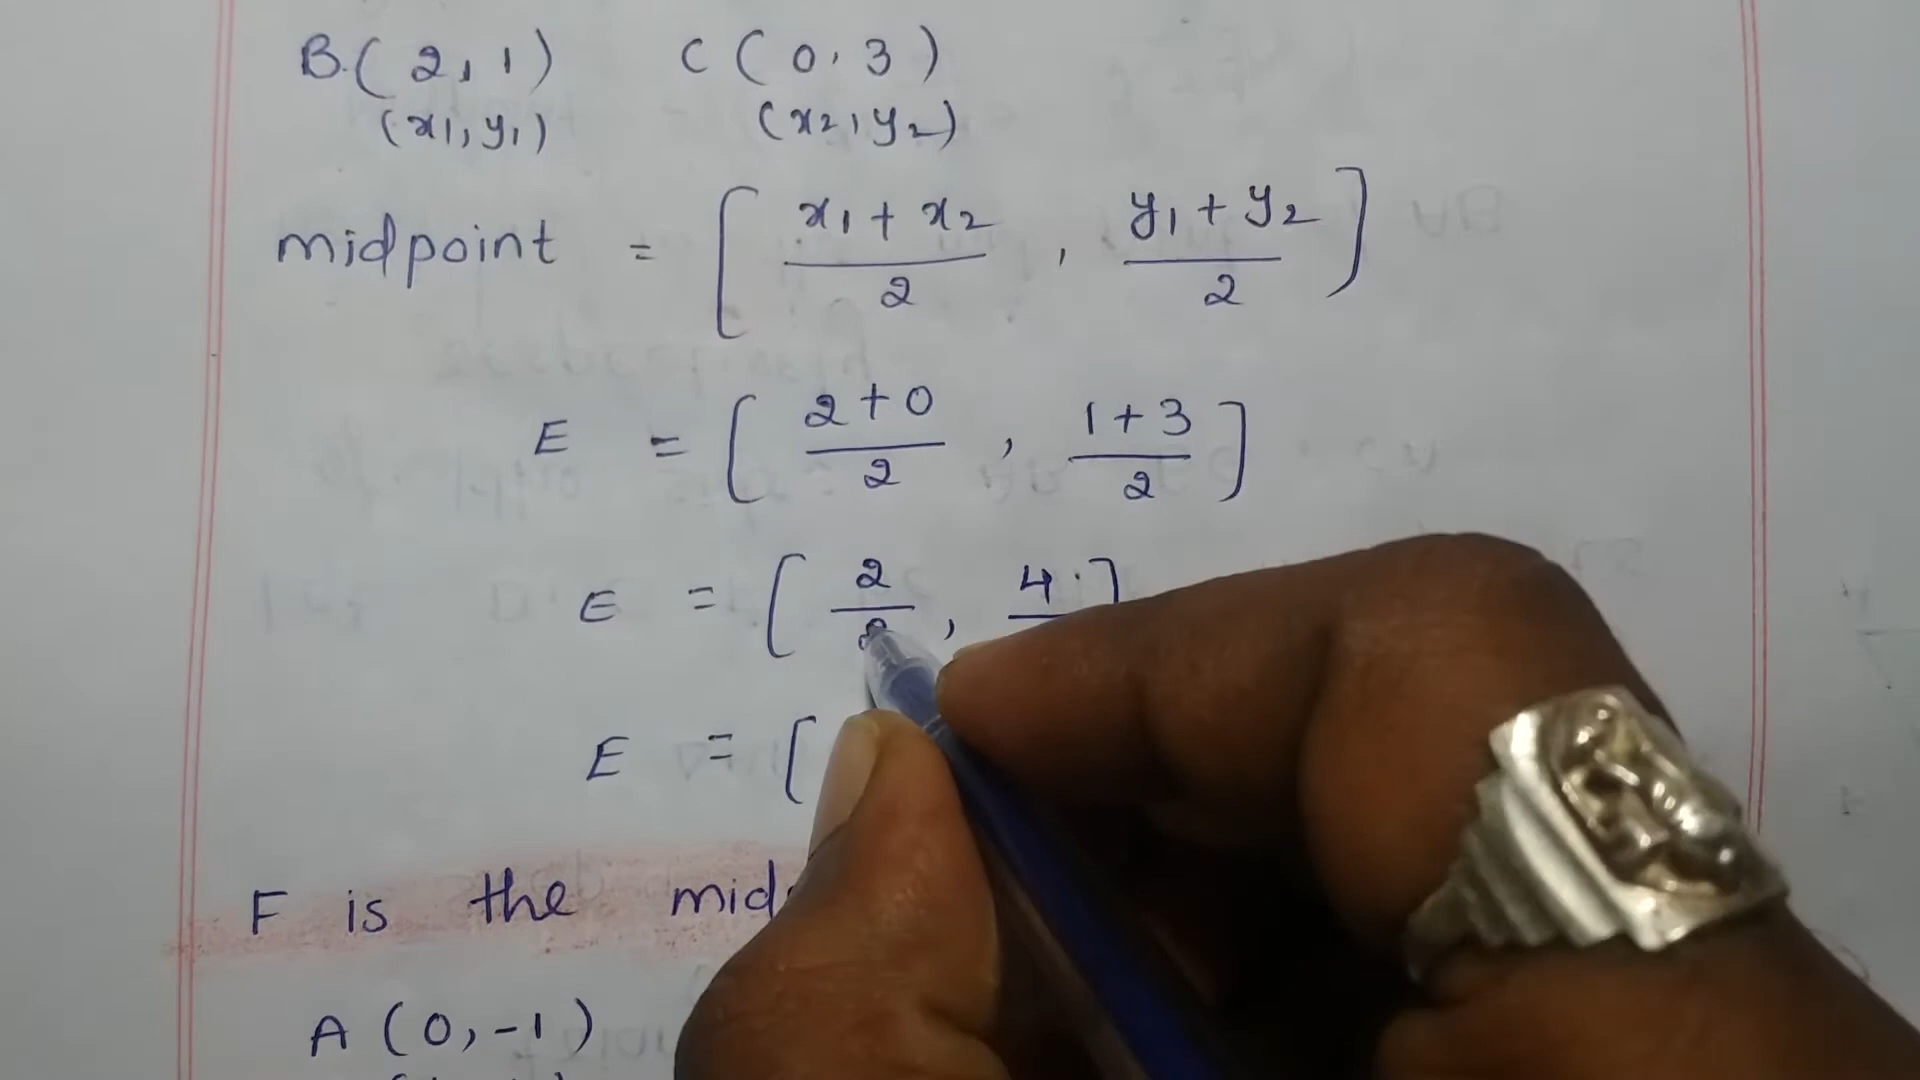 B(2,1) C(0,3)
(x1,y1) (x2,y2)
midpoint = [x1+x2/2, y1+y2/2]
E = [2+0/2, 1+3/2]
E = [2/2, 4]
E = [
F is the mid
A(0,-1)